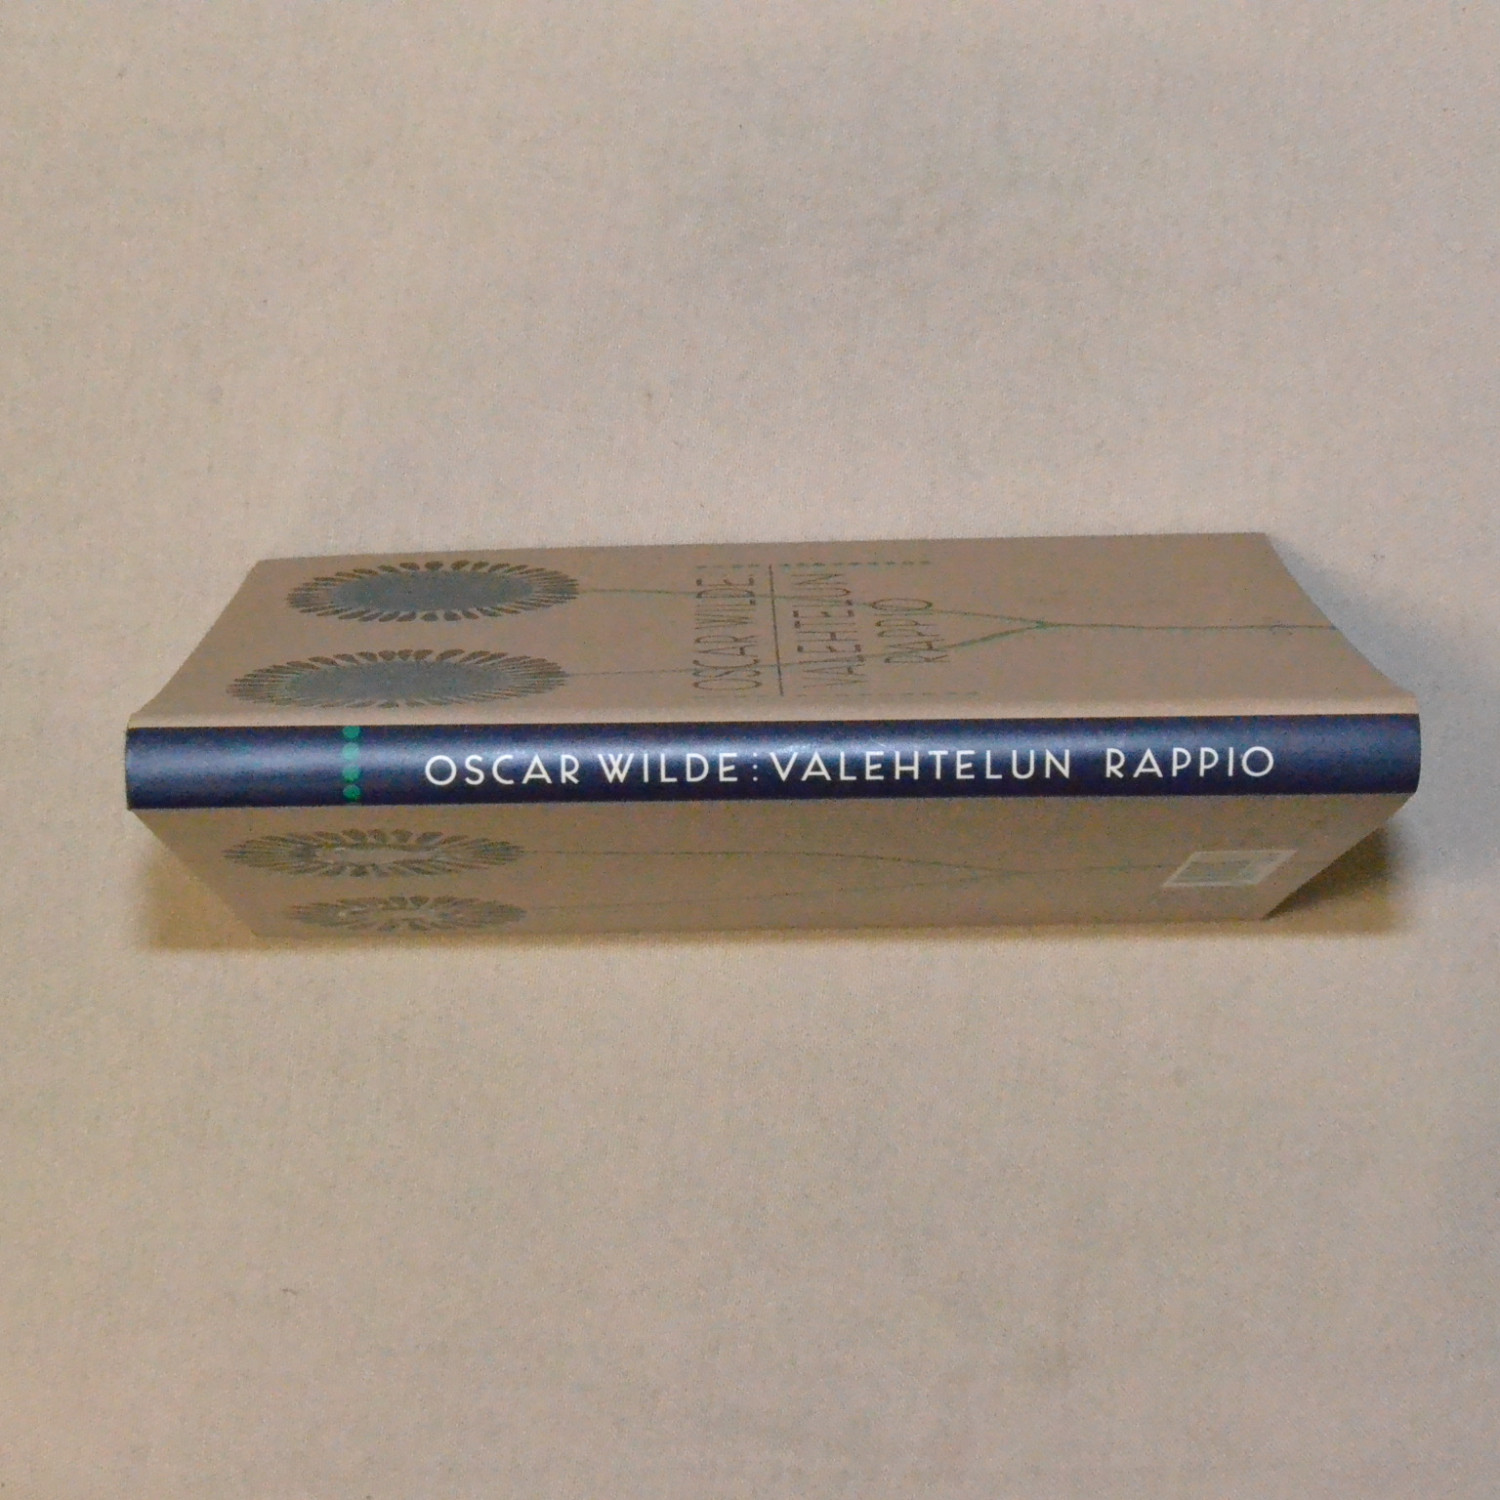 OSCAR WILDE:
VALEHTELUN
RAPPIO
OSCAR WILDE: VALEHTELUN RAPPIO